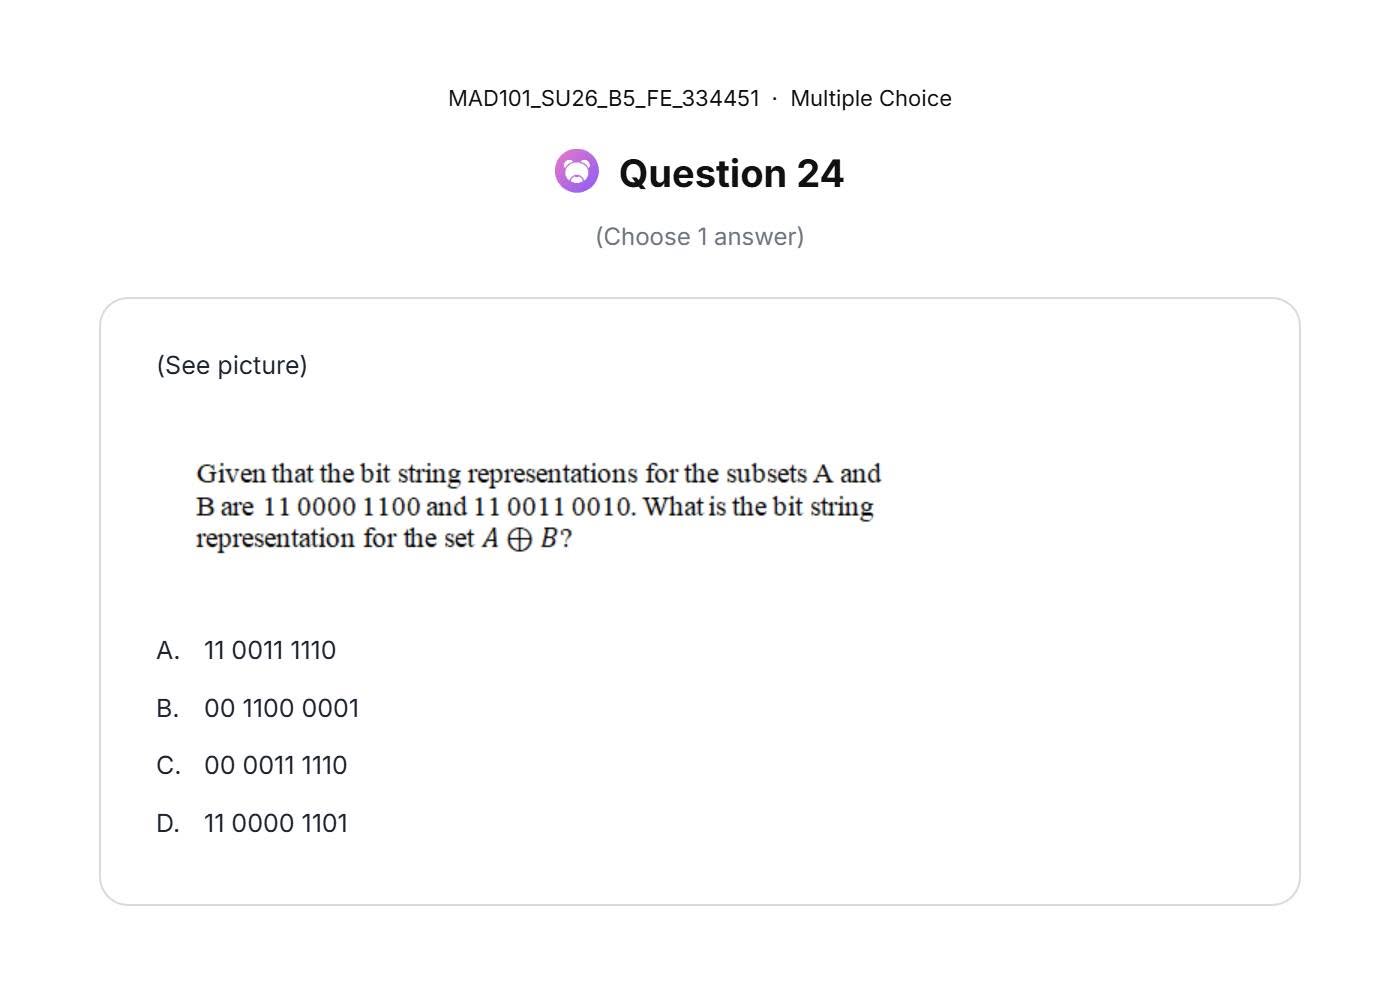 MAD101_SU26_B5_FE_334451 · Multiple Choice
Question 24
(Choose 1 answer)
(See picture)
Given that the bit string representations for the subsets A and
B are 11 0000 1100 and 11 0011 0010. What is the bit string
representation for the set A ⊕ B?
A. 11 0011 1110
B. 00 1100 0001
C. 00 0011 1110
D. 11 0000 1101